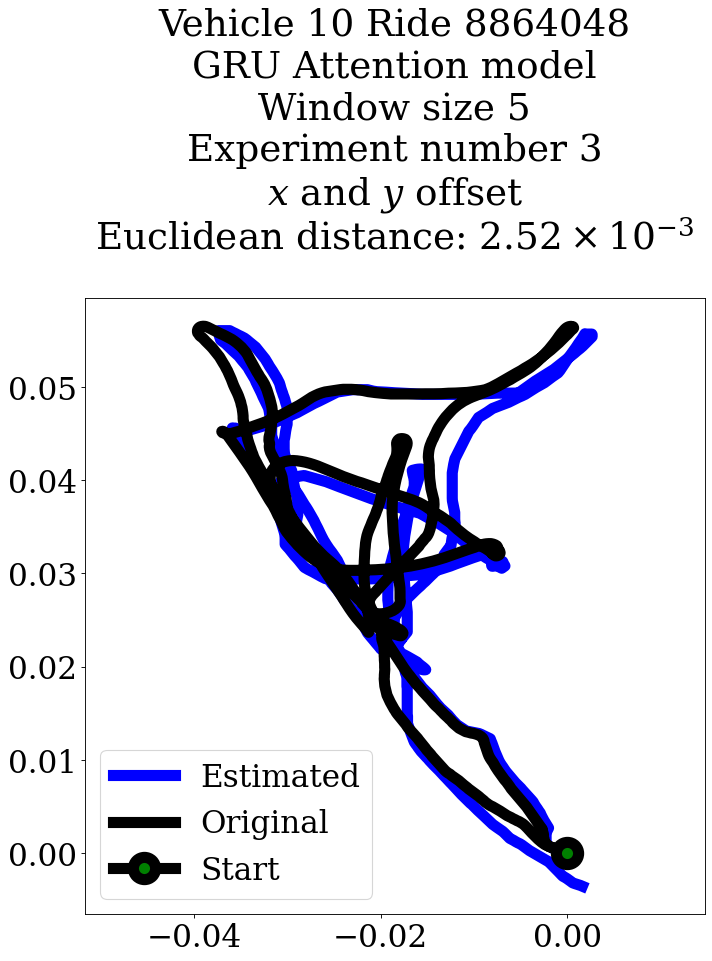 Vehicle 10 Ride 8864048
GRU Attention model
Window size 5
Experiment number 3
x and y offset
Euclidean distance: 2.52 × 10⁻³
0.05
0.04
0.03
0.02
0.01
0.00
Estimated
Original
Start
−0.04 −0.02 0.00